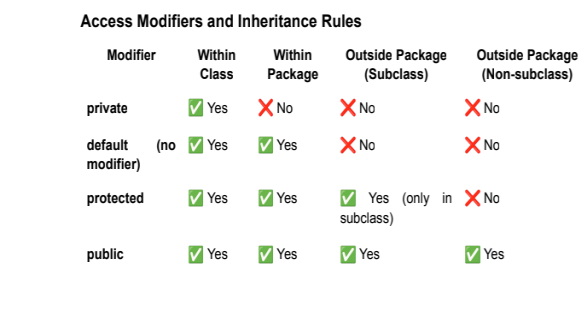 Access Modifiers and Inheritance Rules
Modifier Within Class Within Package Outside Package (Subclass) Outside Package (Non-subclass)
private ✅ Yes ❌ No ❌ No ❌ No
default (no modifier) ✅ Yes ✅ Yes ❌ No ❌ No
protected ✅ Yes ✅ Yes ✅ Yes (only in subclass) ❌ No
public ✅ Yes ✅ Yes ✅ Yes ✅ Yes